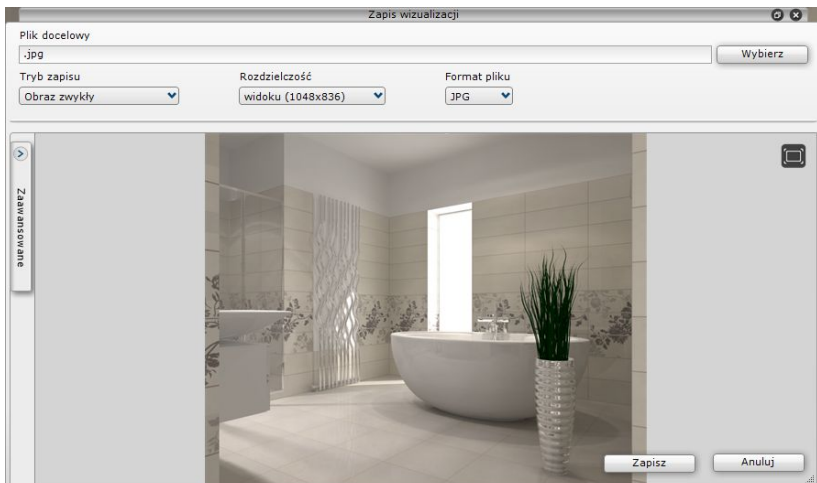 Zapis wizualizacji
Plik docelowy
.jpg
Wybierz
Tryb zapisu
Rozdzielczość
Format pliku
Obraz zwykły
widoku (1048x836)
JPG
Zaawansowane
Zapisz
Anuluj